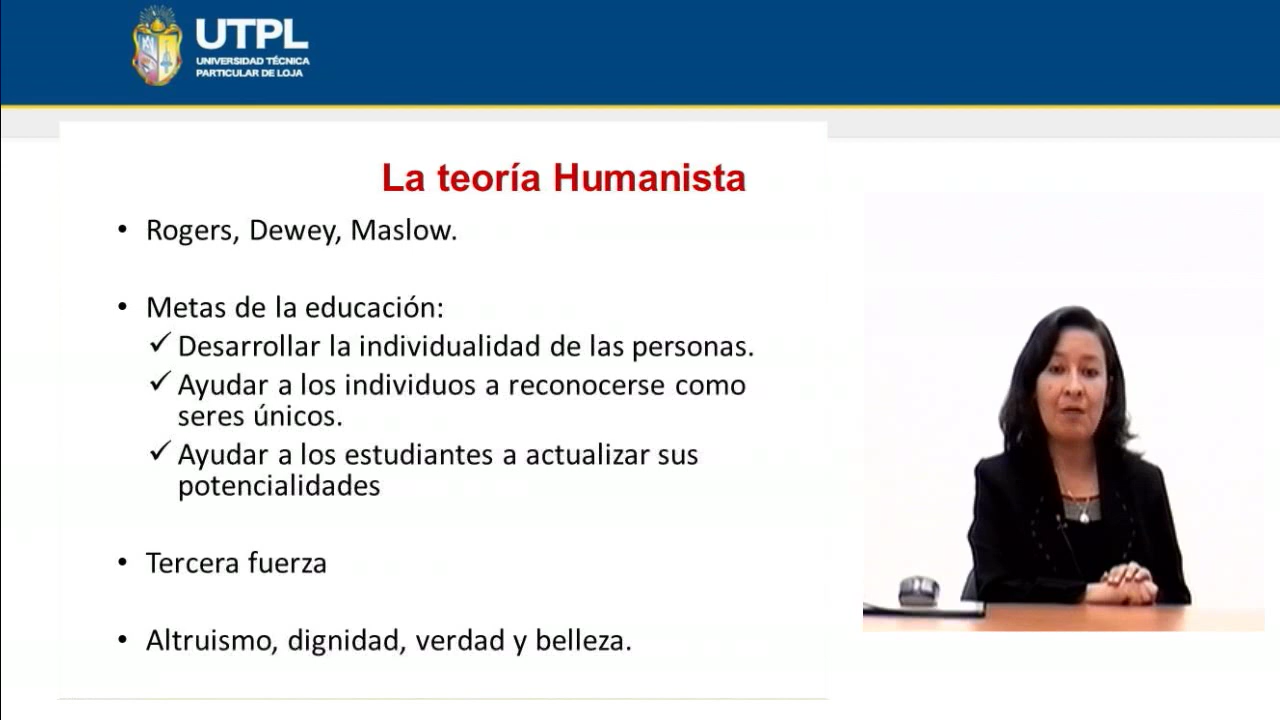 UTPL
UNIVERSIDAD TÉCNICA
PARTICULAR DE LOJA
La teoría Humanista
• Rogers, Dewey, Maslow.
• Metas de la educación:
✓ Desarrollar la individualidad de las personas.
✓ Ayudar a los individuos a reconocerse como
seres únicos.
✓ Ayudar a los estudiantes a actualizar sus
potencialidades
• Tercera fuerza
• Altruismo, dignidad, verdad y belleza.